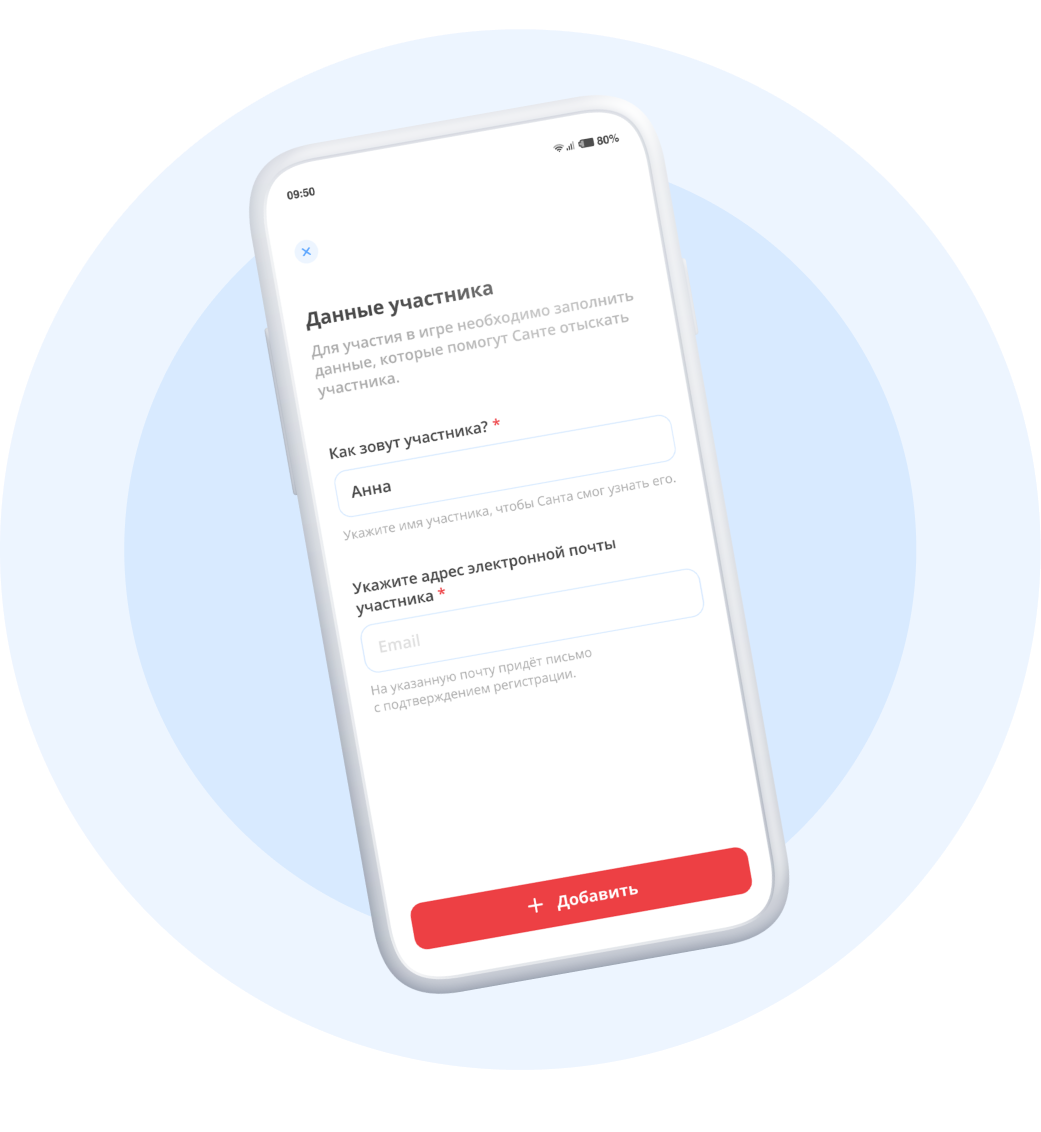 09:50
80%
Данные участника
Для участия в игре необходимо заполнить
данные, которые помогут Санте отыскать
участника.
Как зовут участника? *
Анна
Укажите имя участника, чтобы Санта смог узнать его.
Укажите адрес электронной почты
участника *
Email
На указанную почту придёт письмо
с подтверждением регистрации.
+ Добавить